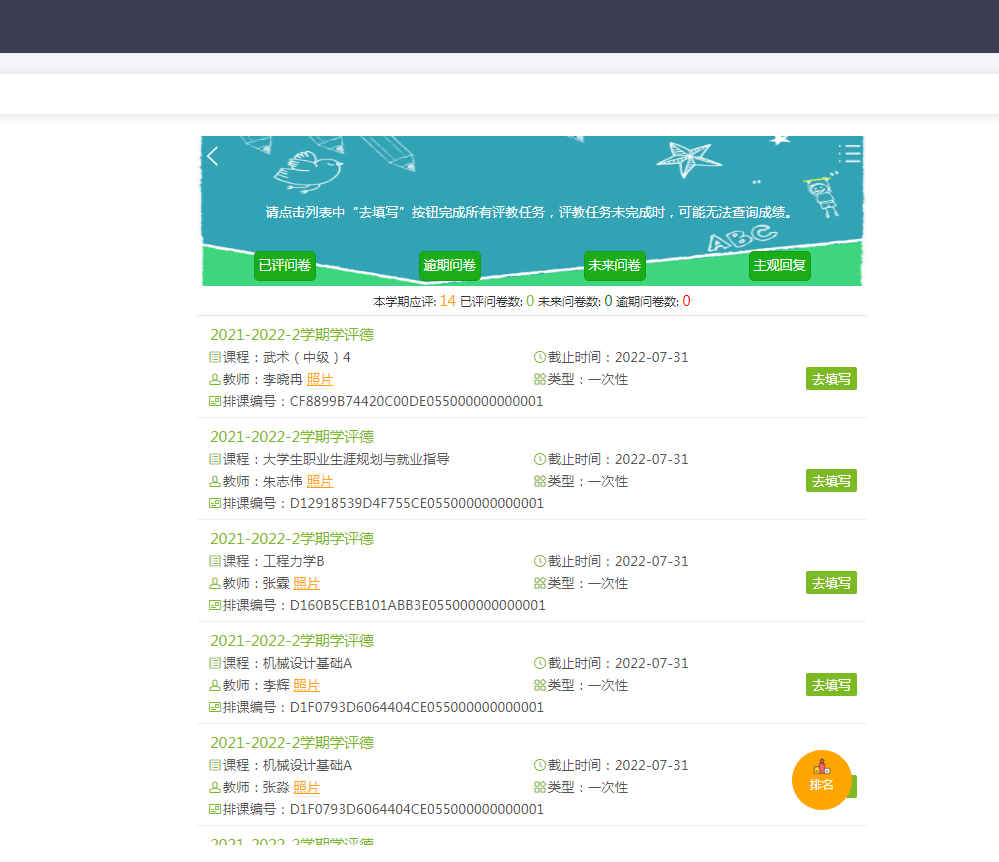 ABC
请点击列表中“去填写”按钮完成所有评教任务，评教任务未完成时，可能无法查询成绩。
已评问卷 逾期问卷 未来问卷 主观回复
本学期应评: 14 已评问卷数: 0 未来问卷数: 0 逾期问卷数: 0
2021-2022-2学期学评德
课程：武术（中级）4 截止时间：2022-07-31
教师：李晓冉 照片 类型：一次性 去填写
排课编号：CF8899B74420C00DE055000000000001
2021-2022-2学期学评德
课程：大学生职业生涯规划与就业指导 截止时间：2022-07-31
教师：朱志伟 照片 类型：一次性 去填写
排课编号：D12918539D4F755CE055000000000001
2021-2022-2学期学评德
课程：工程力学B 截止时间：2022-07-31
教师：张霖 照片 类型：一次性 去填写
排课编号：D160B5CEB101ABB3E055000000000001
2021-2022-2学期学评德
课程：机械设计基础A 截止时间：2022-07-31
教师：李辉 照片 类型：一次性 去填写
排课编号：D1F0793D6064404CE055000000000001
2021-2022-2学期学评德
课程：机械设计基础A 截止时间：2022-07-31
教师：张淼 照片 类型：一次性 排名
排课编号：D1F0793D6064404CE055000000000001
2021-2022-2学期学评德